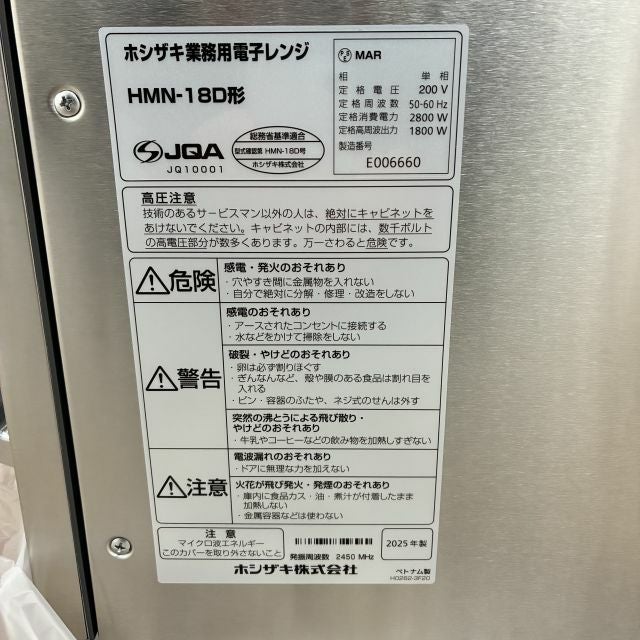 ホシザキ業務用電子レンジ
HMN-18D形
JQA
JQ10001
総務省基準適合
型式確認第 HMN-18D号
ホシザキ株式会社
PSE MAR
相 単相
定格電圧 200 V
定格周波数 50-60 Hz
定格消費電力 2800 W
定格高周波出力 1800 W
製造番号
E006660
高圧注意
技術のあるサービスマン以外の人は、絶対にキャビネットを
あけないでください。キャビネットの内部には、数千ボルト
の高電圧部分が数多くあります。万一さわると危険です。
危険
感電・発火のおそれあり
・穴やすき間に金属物を入れない
・自分で絶対に分解・修理・改造をしない
警告
感電のおそれあり
・アースされたコンセントに接続する
・水などをかけて掃除をしない
破裂・やけどのおそれあり
・卵は必ず割りほぐす
・ぎんなんなど、殻や膜のある食品は割れ目を
入れる
・ビン・容器のふたや、ネジ式のせんは外す
突然の沸とうによる飛び散り・
やけどのおそれあり
・牛乳やコーヒーなどの飲み物を加熱しすぎない
注意
電波漏れのおそれあり
・ドアに無理な力を加えない
火花が飛び発火・発煙のおそれあり
・庫内に食品カス・油・煮汁が付着したまま
加熱しない
・金属容器などは使わない
注意
マイクロ波エネルギー
このカバーを取り外さないこと
発振周波数 2450 MHz
2025年製
ホシザキ株式会社
ベトナム製
H0262-3F20